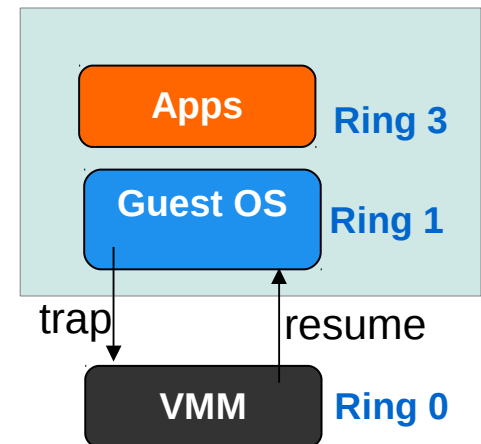 Apps
Ring 3
Guest OS
Ring 1
trap
resume
VMM
Ring 0